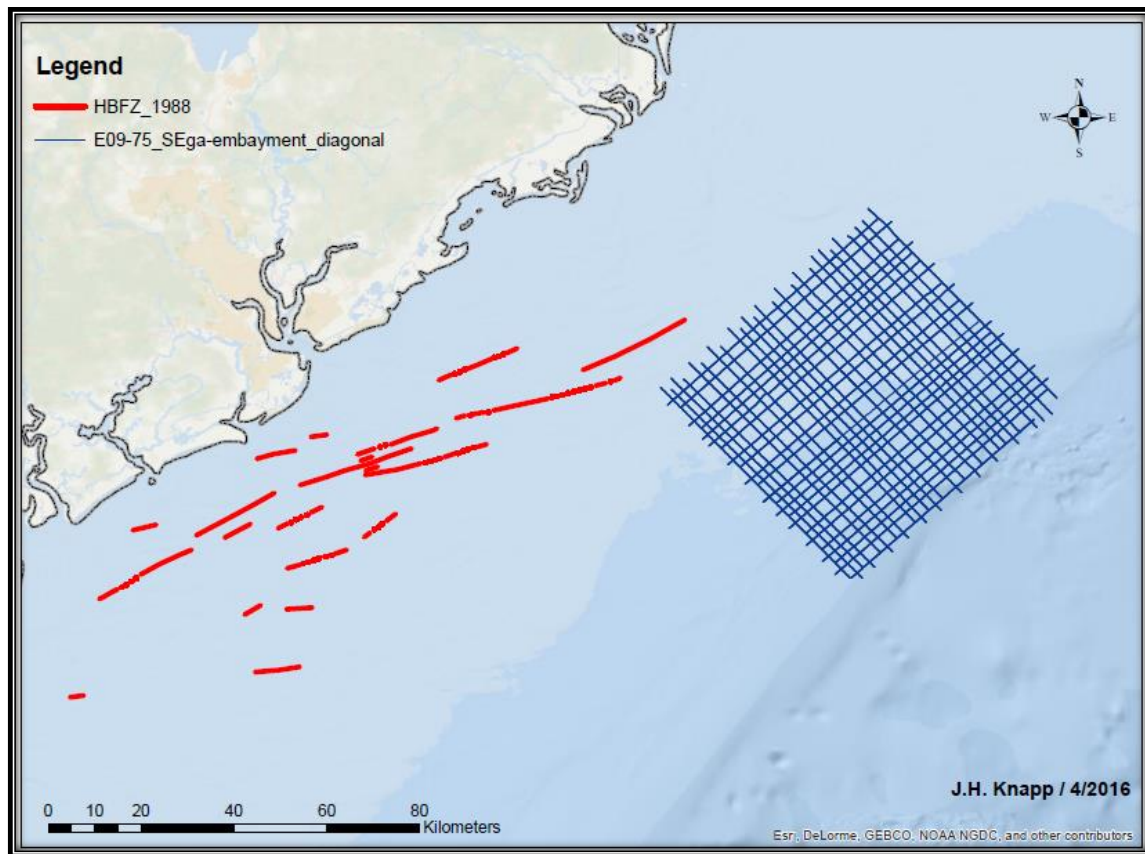 Legend
HBFZ_1988
E09-75_SEga-embayment_diagonal
N
W E
S
J.H. Knapp / 4/2016
0 10 20 40 60 80
Kilometers
Esri, DeLorme, GEBCO, NOAA NGDC, and other contributors